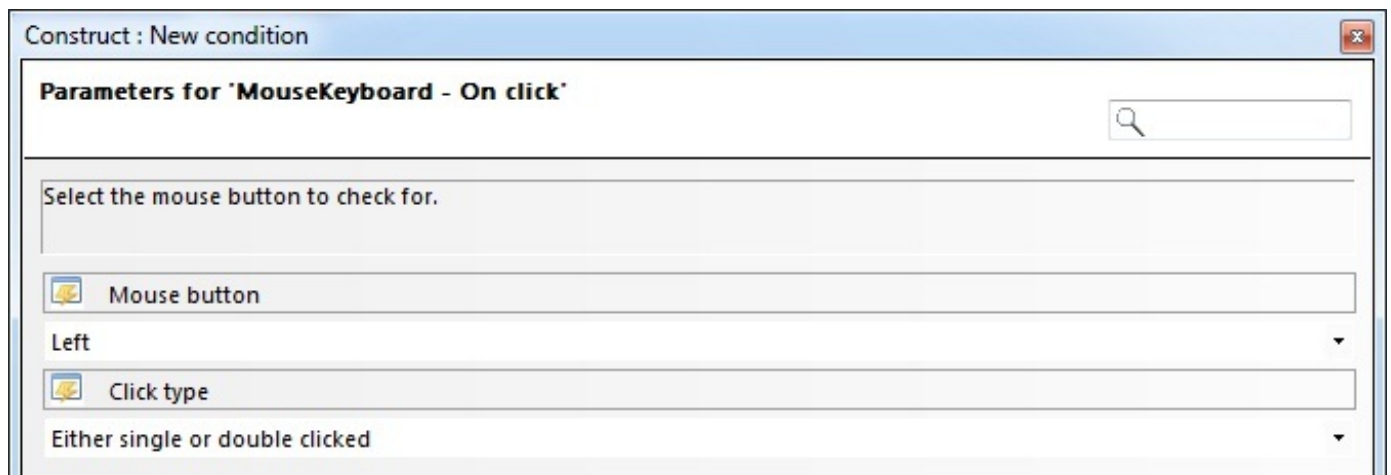 Construct : New condition
Parameters for 'MouseKeyboard - On click'
Select the mouse button to check for.
Mouse button
Left
Click type
Either single or double clicked